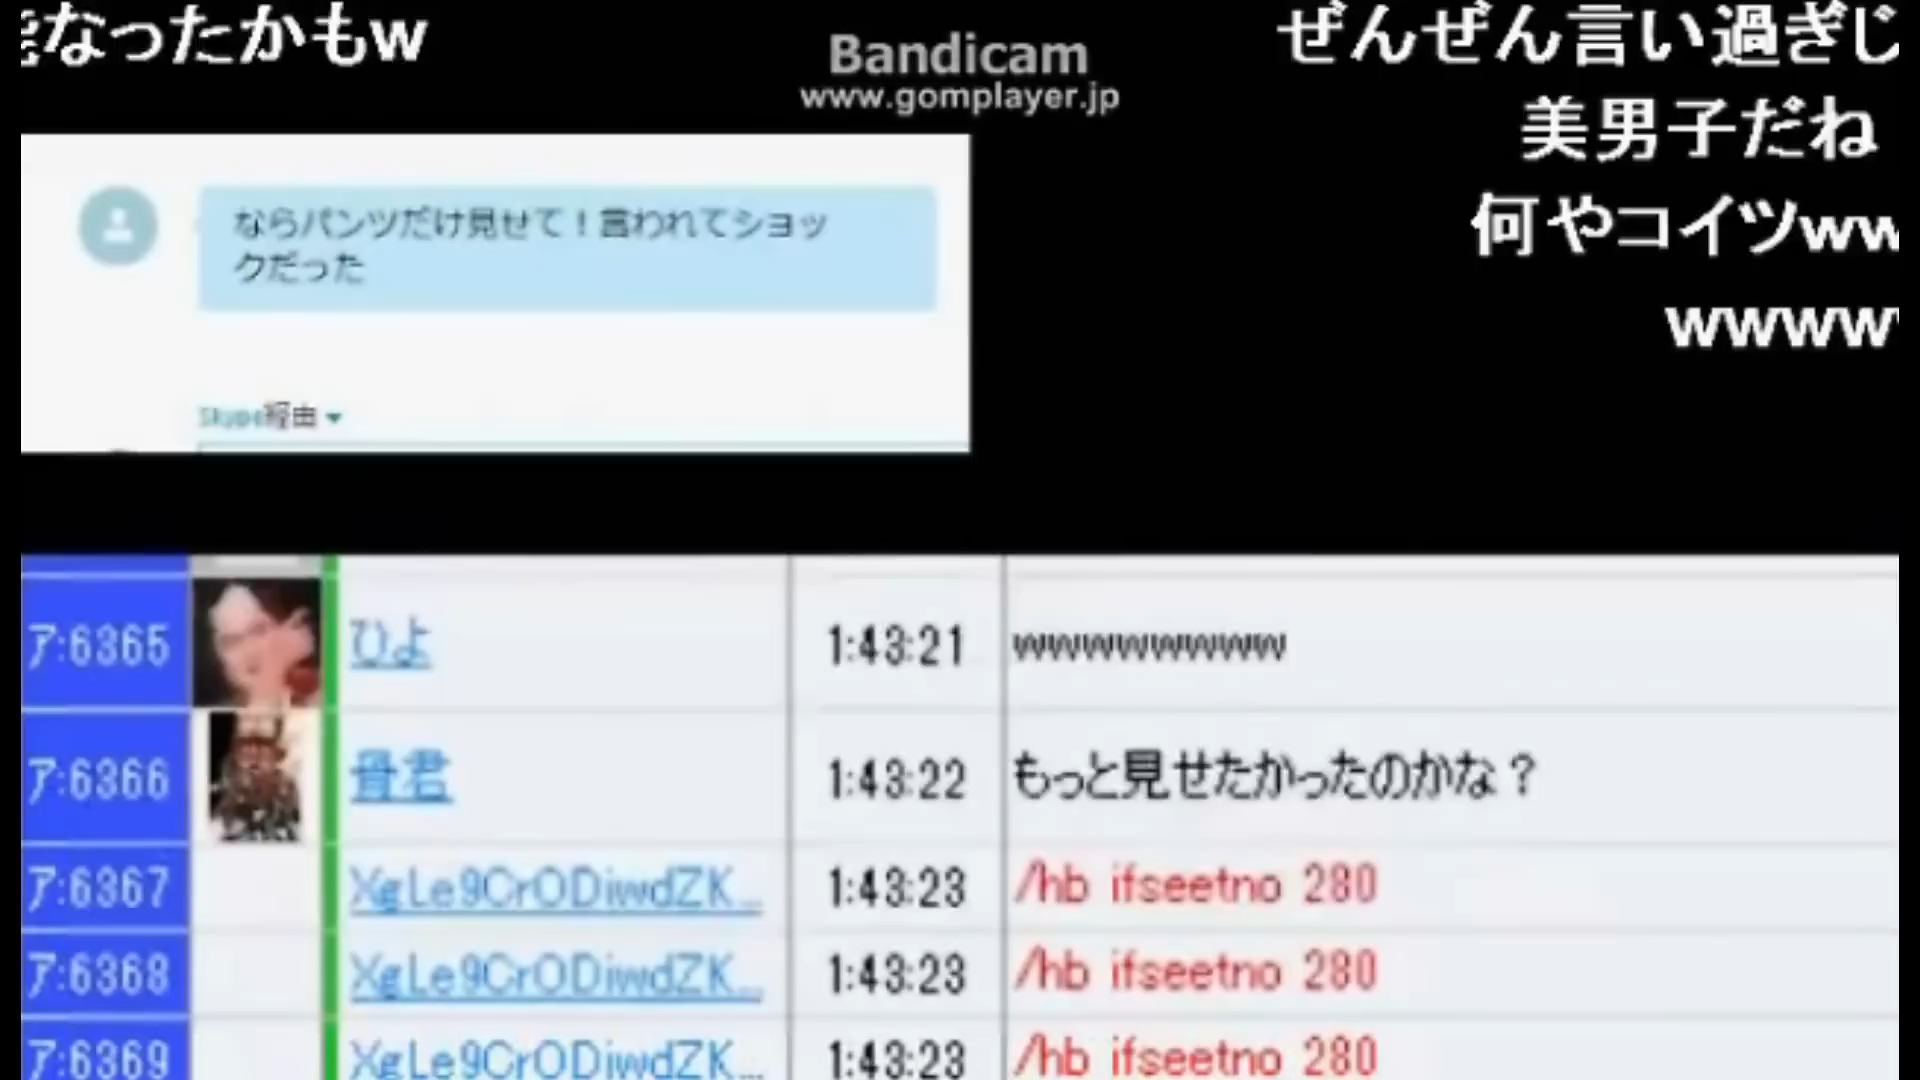 なったかもw
Bandicam
www.gomplayer.jp
ぜんぜん言い過ぎじ
美男子だね
何やコイツww
wwww
ならパンツだけ見せて！言われてショッ
クだった
Skype経由
ア:6365 ひよ 1:43:21 wwwwwwwww
ア:6366 骨君 1:43:22 もっと見せたかったのかな？
ア:6367 XgLe9CrODiwdZK... 1:43:23 /hb ifseetno 280
ア:6368 XgLe9CrODiwdZK... 1:43:23 /hb ifseetno 280
ア:6369 XgLe9CrODiwdZK... 1:43:23 /hb ifseetno 280